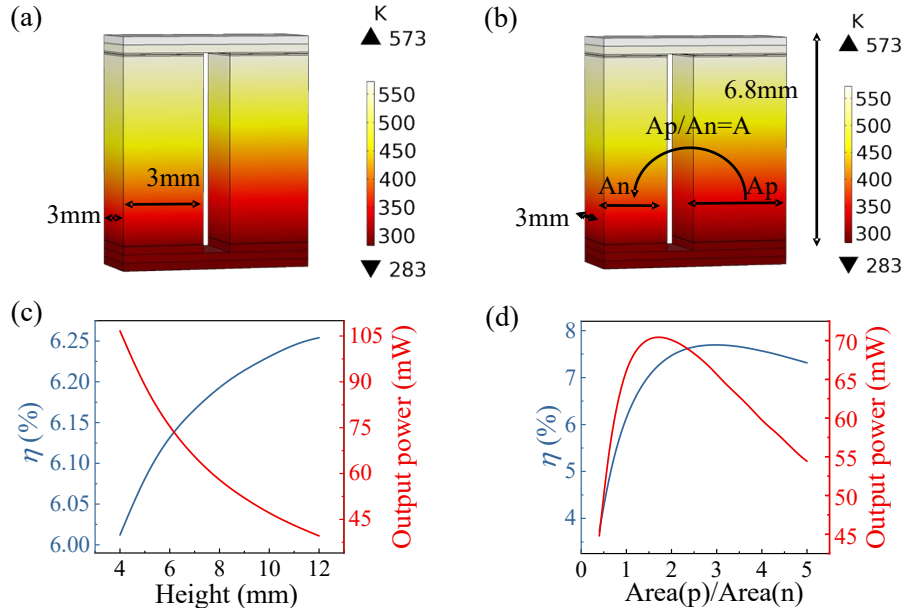 (a)
K
▲ 573
550
500
450
400
350
300
▼ 283
3mm
3mm
(b)
K
▲ 573
550
500
450
400
350
300
▼ 283
6.8mm
Ap/An=A
An
Ap
3mm
(c)
6.25
6.20
6.15
6.10
6.05
6.00
η (%)
105
90
75
60
45
Output power (mW)
4
6
8
10
12
Height (mm)
(d)
8
7
6
5
4
η (%)
70
65
60
55
50
45
Output power (mW)
0
1
2
3
4
5
Area(p)/Area(n)